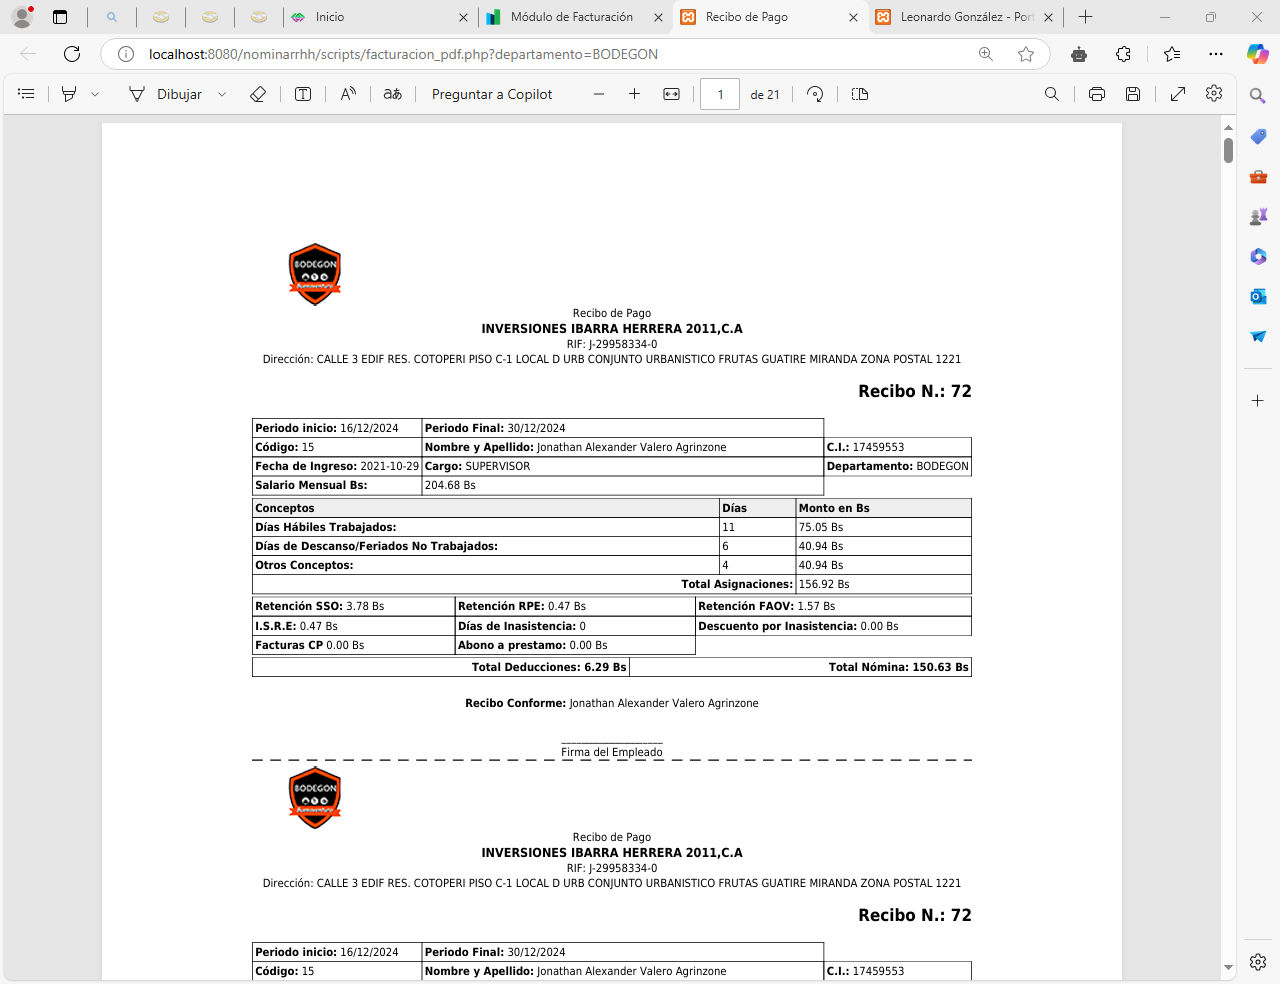 Inicio
Módulo de Facturación
Recibo de Pago
Leonardo González - Por
localhost:8080/nominarrhh/scripts/facturacion_pdf.php?departamento=BODEGON
Dibujar
Preguntar a Copilot
1 de 21
BODEGON
Recibo de Pago
INVERSIONES IBARRA HERRERA 2011,C.A
RIF: J-29958334-0
Dirección: CALLE 3 EDIF RES. COTOPERI PISO C-1 LOCAL D URB CONJUNTO URBANISTICO FRUTAS GUATIRE MIRANDA ZONA POSTAL 1221
Recibo N.: 72
Periodo inicio: 16/12/2024 Periodo Final: 30/12/2024
Código: 15 Nombre y Apellido: Jonathan Alexander Valero Agrinzone C.I.: 17459553
Fecha de Ingreso: 2021-10-29 Cargo: SUPERVISOR Departamento: BODEGON
Salario Mensual Bs: 204.68 Bs
Conceptos Días Monto en Bs
Días Hábiles Trabajados: 11 75.05 Bs
Días de Descanso/Feriados No Trabajados: 6 40.94 Bs
Otros Conceptos: 4 40.94 Bs
Total Asignaciones: 156.92 Bs
Retención SSO: 3.78 Bs Retención RPE: 0.47 Bs Retención FAOV: 1.57 Bs
I.S.R.E: 0.47 Bs Días de Inasistencia: 0 Descuento por Inasistencia: 0.00 Bs
Facturas CP 0.00 Bs Abono a prestamo: 0.00 Bs
Total Deducciones: 6.29 Bs Total Nómina: 150.63 Bs
Recibo Conforme: Jonathan Alexander Valero Agrinzone
Firma del Empleado
BODEGON
Recibo de Pago
INVERSIONES IBARRA HERRERA 2011,C.A
RIF: J-29958334-0
Dirección: CALLE 3 EDIF RES. COTOPERI PISO C-1 LOCAL D URB CONJUNTO URBANISTICO FRUTAS GUATIRE MIRANDA ZONA POSTAL 1221
Recibo N.: 72
Periodo inicio: 16/12/2024 Periodo Final: 30/12/2024
Código: 15 Nombre y Apellido: Jonathan Alexander Valero Agrinzone C.I.: 17459553